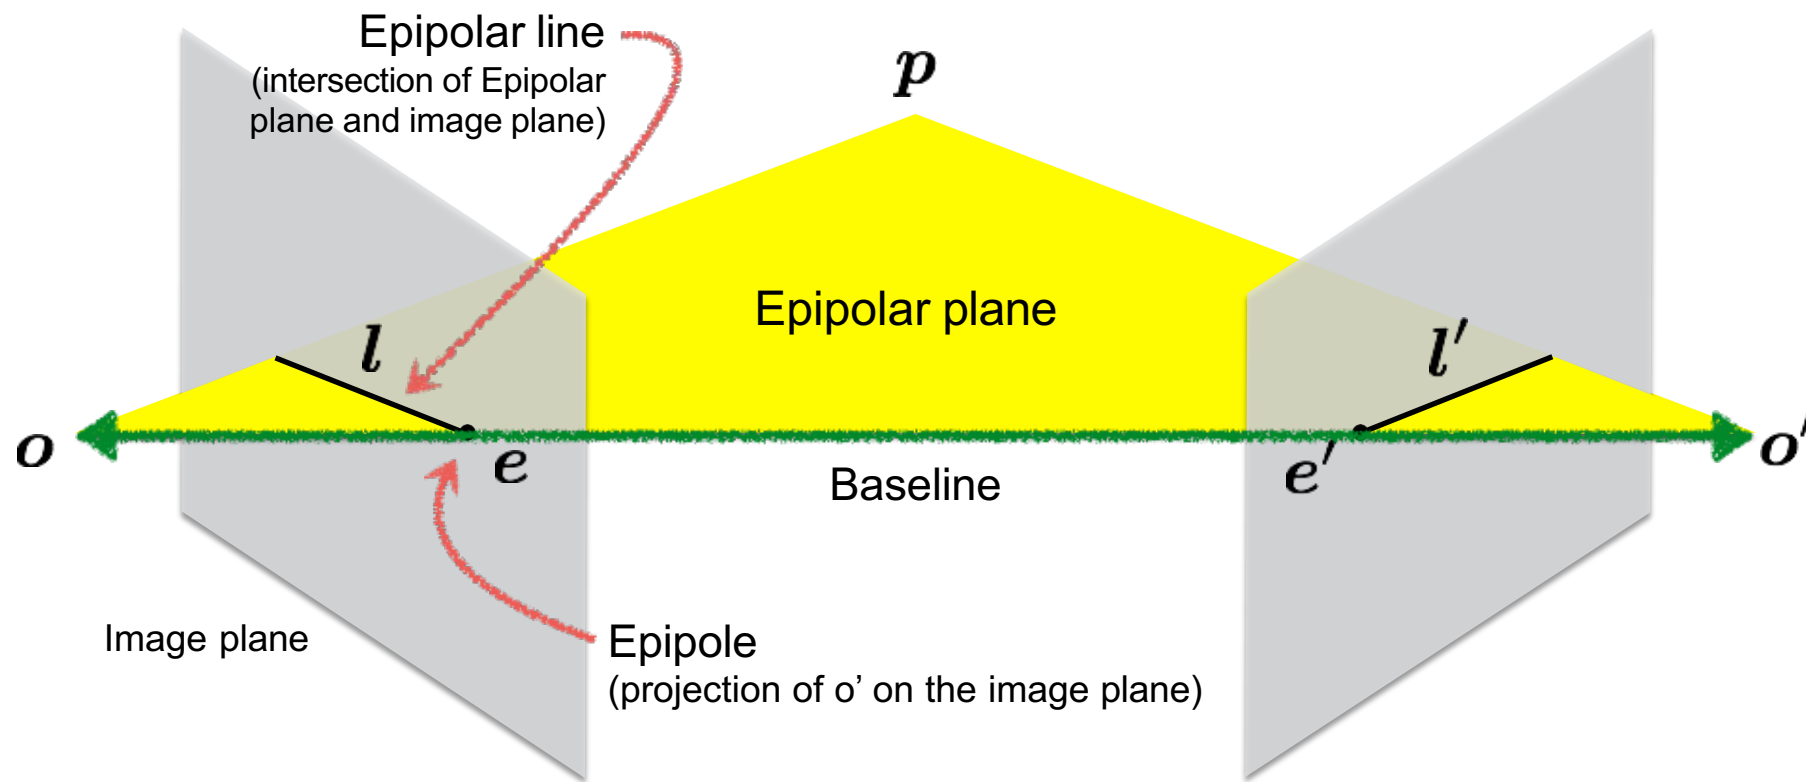 Epipolar line
(intersection of Epipolar
plane and image plane)
p
Epipolar plane
l
l′
o
e
Baseline
e′
o′
Image plane
Epipole
(projection of o’ on the image plane)